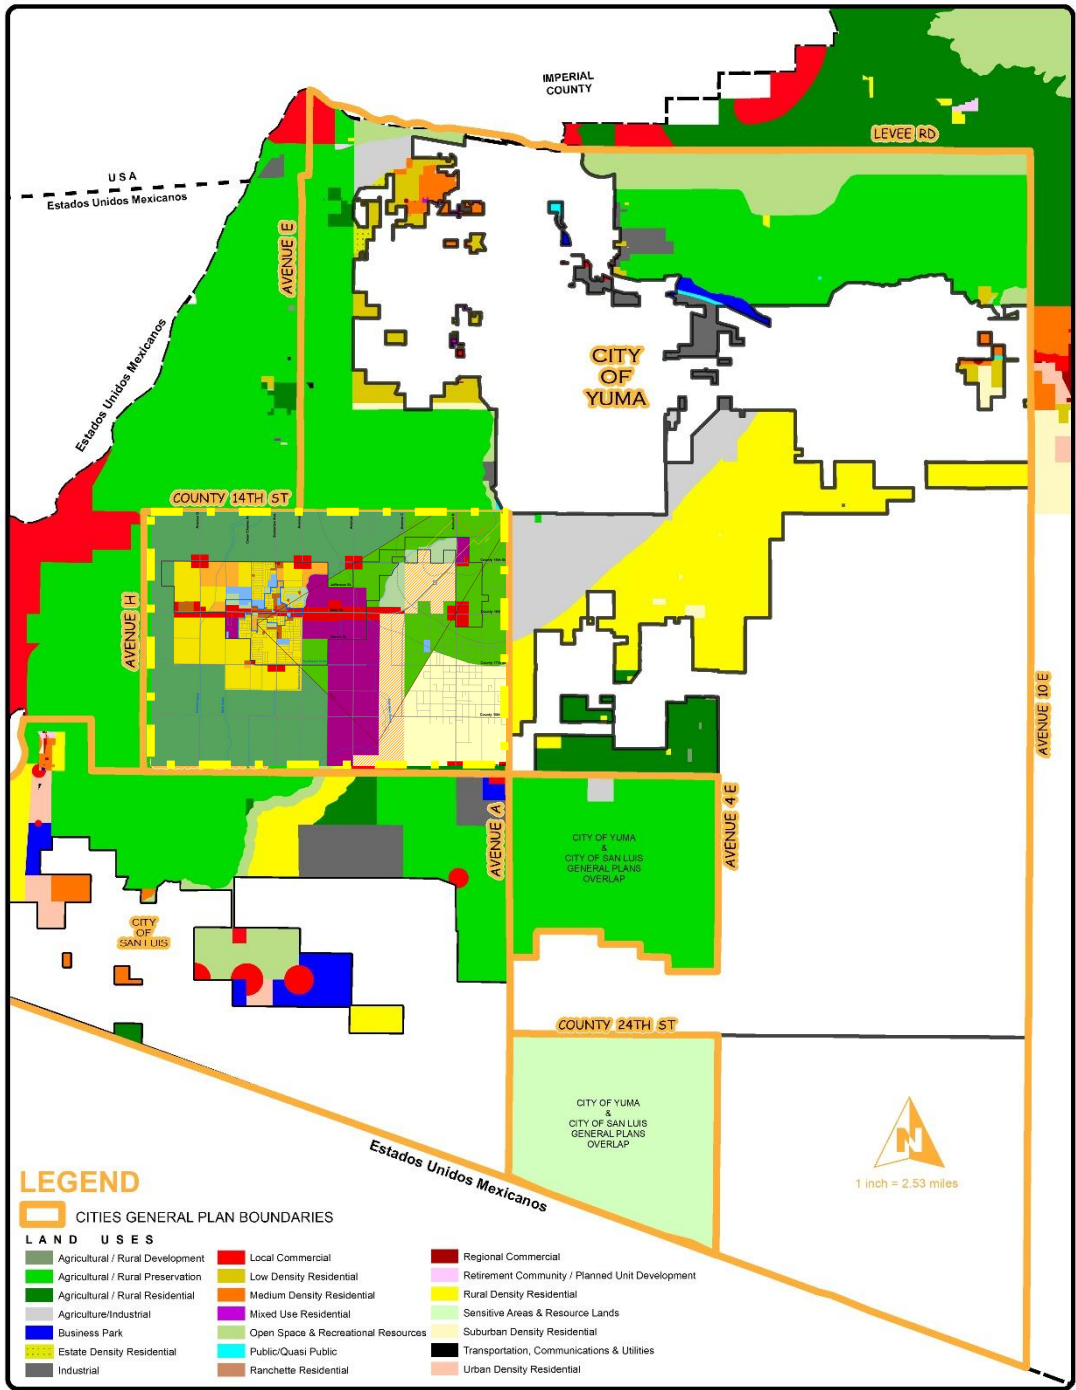 IMPERIAL
COUNTY
LEVEE RD
USA
Estados Unidos Mexicanos
AVENUE E
Estados Unidos Mexicanos
CITY
OF
YUMA
COUNTY 14TH ST
AVENUE H
Avenue B
County 18th
AVENUE 10 E
AVENUE A
AVENUE 4 E
CITY OF YUMA
&
CITY OF SAN LUIS
GENERAL PLANS
OVERLAP
CITY
OF
SAN LUIS
COUNTY 24TH ST
CITY OF YUMA
&
CITY OF SAN LUIS
GENERAL PLANS
OVERLAP
Estados Unidos Mexicanos
N
1 inch = 2.53 miles
LEGEND
CITIES GENERAL PLAN BOUNDARIES
LAND USES
Agricultural / Rural Development
Agricultural / Rural Preservation
Agricultural / Rural Residential
Agriculture/Industrial
Business Park
Estate Density Residential
Industrial
Local Commercial
Low Density Residential
Medium Density Residential
Mixed Use Residential
Open Space & Recreational Resources
Public/Quasi Public
Ranchette Residential
Regional Commercial
Retirement Community / Planned Unit Development
Rural Density Residential
Sensitive Areas & Resource Lands
Suburban Density Residential
Transportation, Communications & Utilities
Urban Density Residential